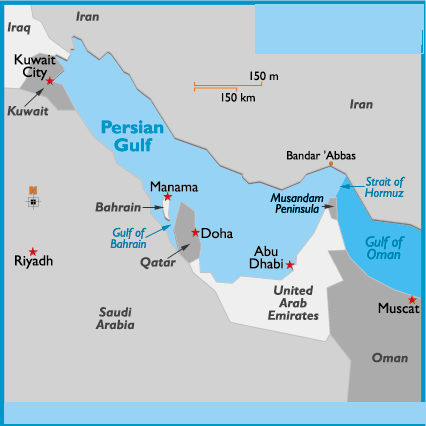 Iraq
Iran
Kuwait
City
150 m
150 km
Kuwait
Iran
Persian
Gulf
Bandar 'Abbas
Strait of
Hormuz
Manama
Musandam
Peninsula
Bahrain
Gulf of
Bahrain
Doha
Gulf of
Oman
Abu
Dhabi
Riyadh
Qatar
United
Arab
Emirates
Muscat
Saudi
Arabia
Oman